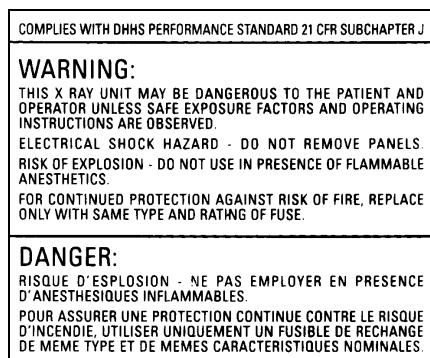 COMPLIES WITH DHHS PERFORMANCE STANDARD 21 CFR SUBCHAPTER J
WARNING:
THIS X RAY UNIT MAY BE DANGEROUS TO THE PATIENT AND
OPERATOR UNLESS SAFE EXPOSURE FACTORS AND OPERATING
INSTRUCTIONS ARE OBSERVED.
ELECTRICAL SHOCK HAZARD - DO NOT REMOVE PANELS.
RISK OF EXPLOSION - DO NOT USE IN PRESENCE OF FLAMMABLE
ANESTHETICS.
FOR CONTINUED PROTECTION AGAINST RISK OF FIRE, REPLACE
ONLY WITH SAME TYPE AND RATING OF FUSE.
DANGER:
RISQUE D'ESPLOSION - NE PAS EMPLOYER EN PRESENCE
D'ANESTHESIQUES INFLAMMABLES.
POUR ASSURER UNE PROTECTION CONTINUE CONTRE LE RISQUE
D'INCENDIE, UTILISER UNIQUEMENT UN FUSIBLE DE RECHANGE
DE MEME TYPE ET DE MEMES CARACTERISTIQUES NOMINALES.